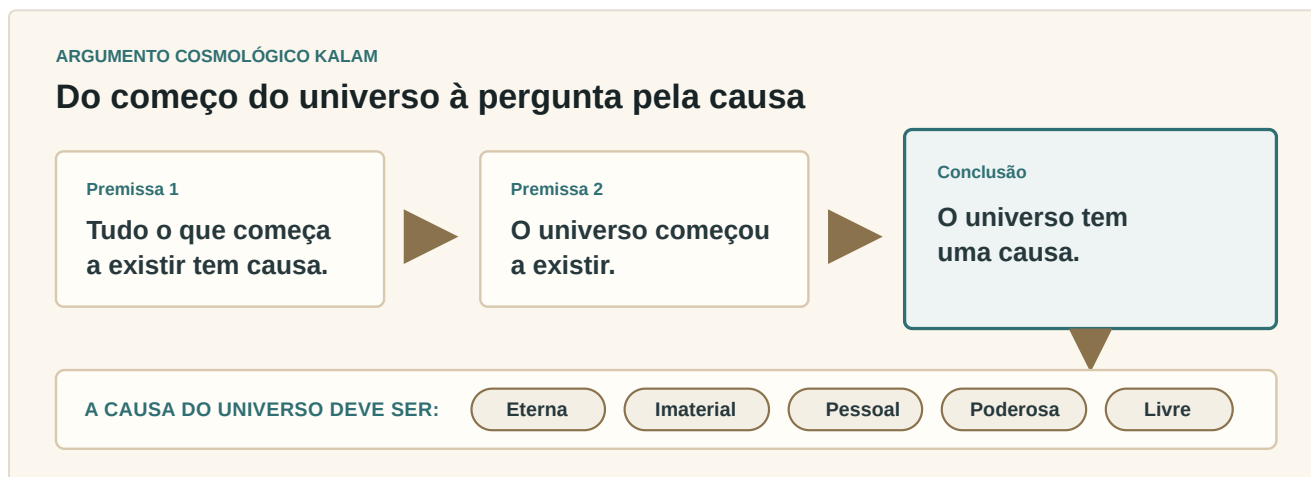 ARGUMENTO COSMOLÓGICO KALAM
Do começo do universo à pergunta pela causa
Premissa 1
Tudo o que começa
a existir tem causa.
Premissa 2
O universo começou
a existir.
Conclusão
O universo tem
uma causa.
A CAUSA DO UNIVERSO DEVE SER:
Eterna
Imaterial
Pessoal
Poderosa
Livre